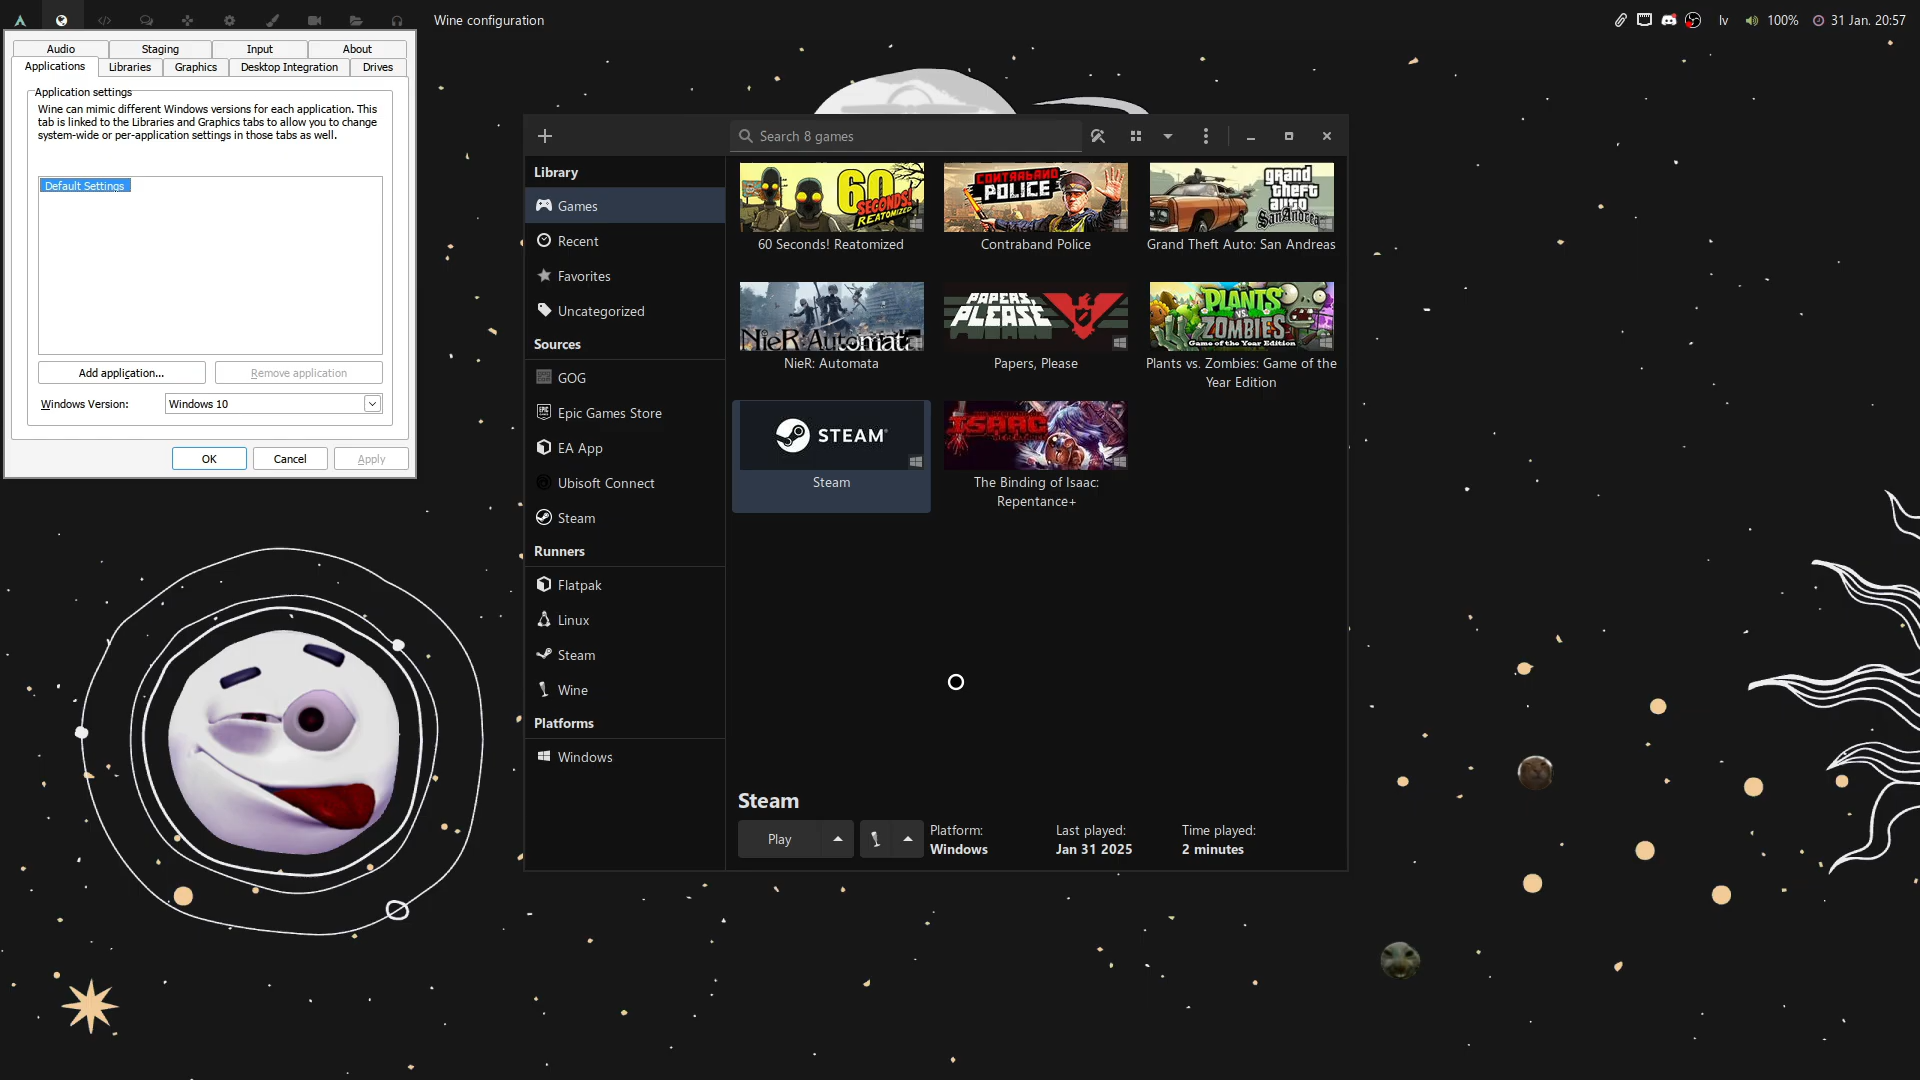 Wine configuration
lv
100%
31 Jan. 20:57
Audio
Staging
Input
About
Applications
Libraries
Graphics
Desktop Integration
Drives
Application settings
Wine can mimic different Windows versions for each application. This
tab is linked to the Libraries and Graphics tabs to allow you to change
system-wide or per-application settings in those tabs as well.
Default Settings
Add application...
Remove application
Windows Version:
Windows 10
OK
Cancel
Apply
Search 8 games
Library
Games
Recent
Favorites
Uncategorized
Sources
GOG
Epic Games Store
EA App
Ubisoft Connect
Steam
Runners
Flatpak
Linux
Steam
Wine
Platforms
Windows
60
SECONDS!
REATOMIZED
60 Seconds! Reatomized
CONTRABAND
POLICE
Contraband Police
grand
theft
auto
San Andreas
Grand Theft Auto: San Andreas
NieR:Automata
NieR: Automata
PAPERS,
PLEASE
Papers, Please
PLANTS
VS.
ZOMBIES
Game of the Year Edition
Plants vs. Zombies: Game of the
Year Edition
STEAM
Steam
ISAAC
The Binding of Isaac:
Repentance+
Steam
Play
Platform:
Windows
Last played:
Jan 31 2025
Time played:
2 minutes